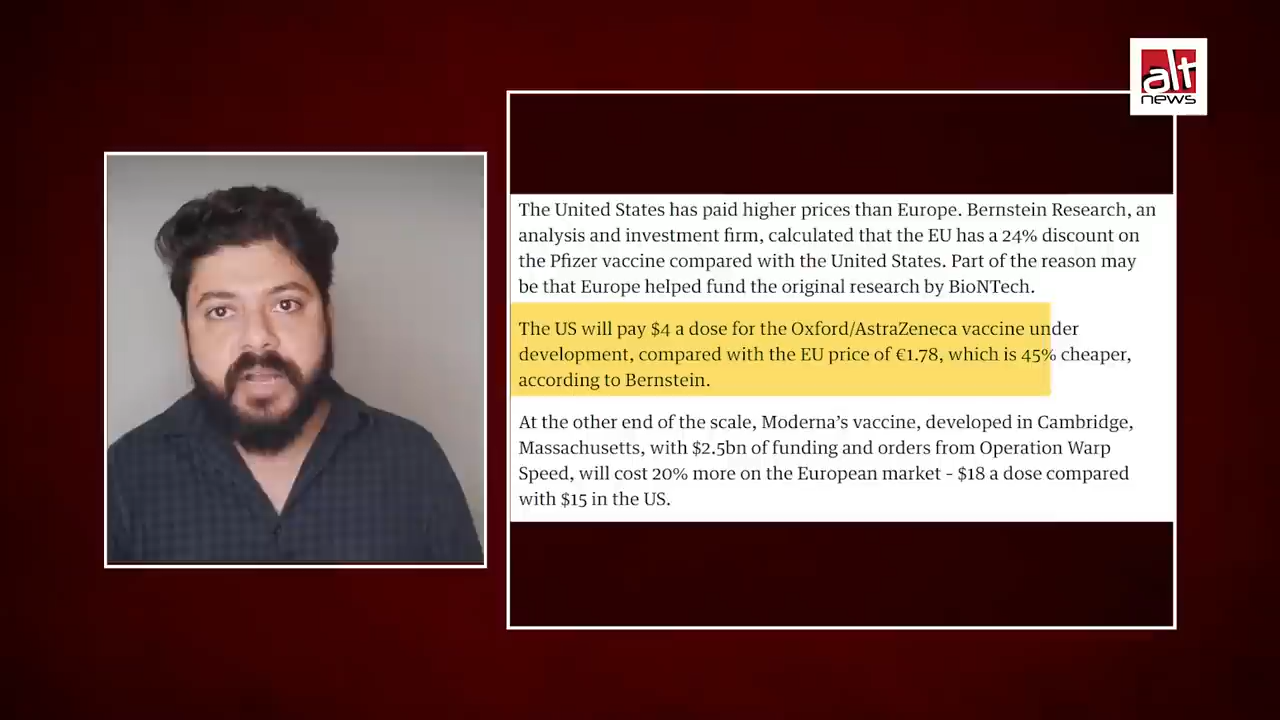 alt
news
The United States has paid higher prices than Europe. Bernstein Research, an
analysis and investment firm, calculated that the EU has a 24% discount on
the Pfizer vaccine compared with the United States. Part of the reason may
be that Europe helped fund the original research by BioNTech.
The US will pay $4 a dose for the Oxford/AstraZeneca vaccine under
development, compared with the EU price of €1.78, which is 45% cheaper,
according to Bernstein.
At the other end of the scale, Moderna’s vaccine, developed in Cambridge,
Massachusetts, with $2.5bn of funding and orders from Operation Warp
Speed, will cost 20% more on the European market - $18 a dose compared
with $15 in the US.